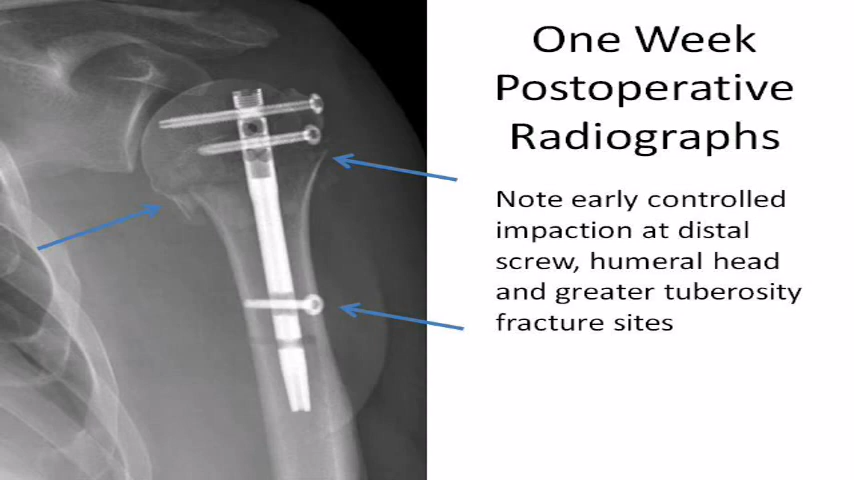 One Week
Postoperative
Radiographs
Note early controlled
impaction at distal
screw, humeral head
and greater tuberosity
fracture sites